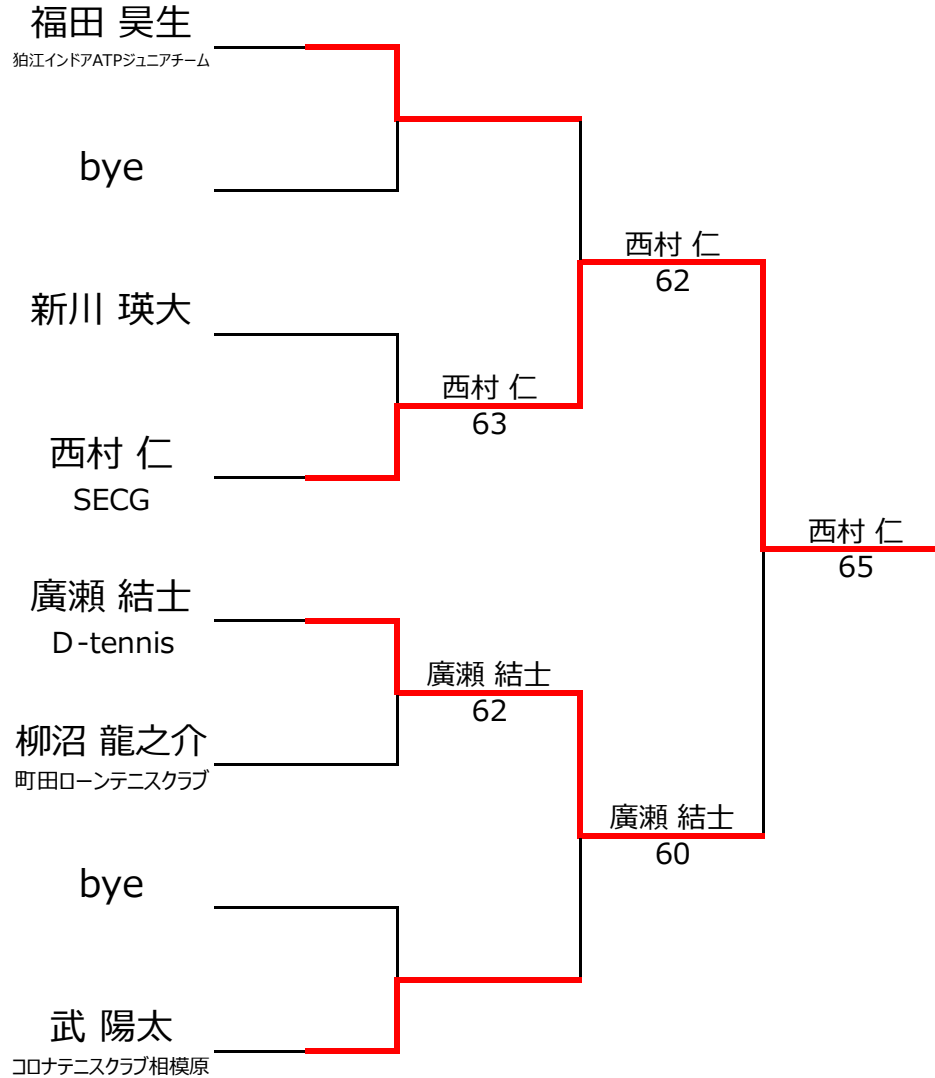 福田 昊生
狛江インドアATPジュニアチーム
bye
西村 仁
62
新川 瑛大
西村 仁
63
西村 仁
SECG
西村 仁
65
廣瀬 結士
D-tennis
廣瀬 結士
62
柳沼 龍之介
町田ローンテニスクラブ
廣瀬 結士
60
bye
武 陽太
コロナテニスクラブ相模原